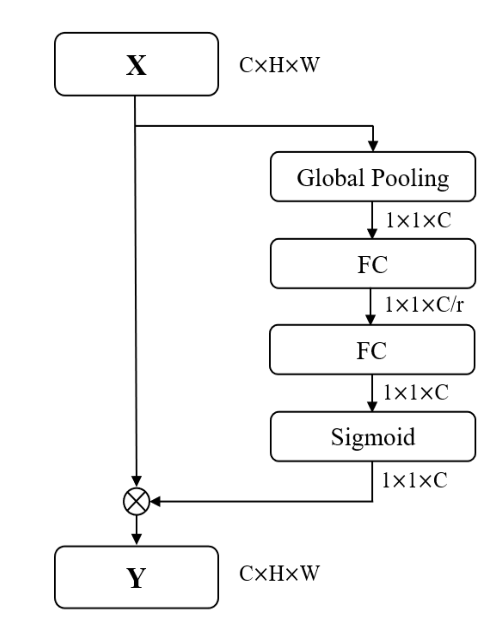 X C×H×W
Global Pooling
1×1×C
FC
1×1×C/r
FC
1×1×C
Sigmoid
1×1×C
Y C×H×W